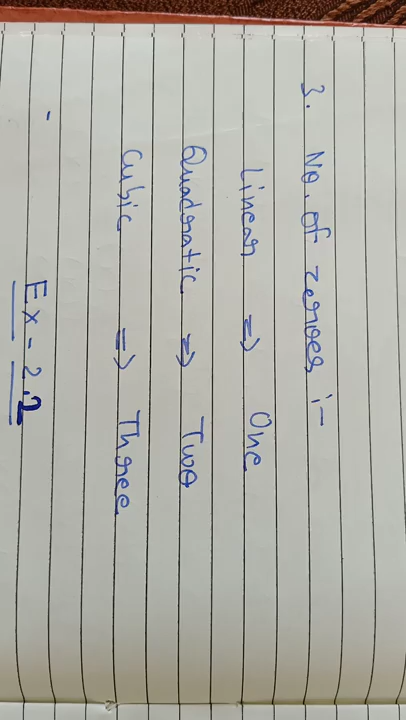 3. No. of zeroes :-
Linear ⇒ One
Quadratic ⇒ Two
Cubic ⇒ Three
Ex - 2.2